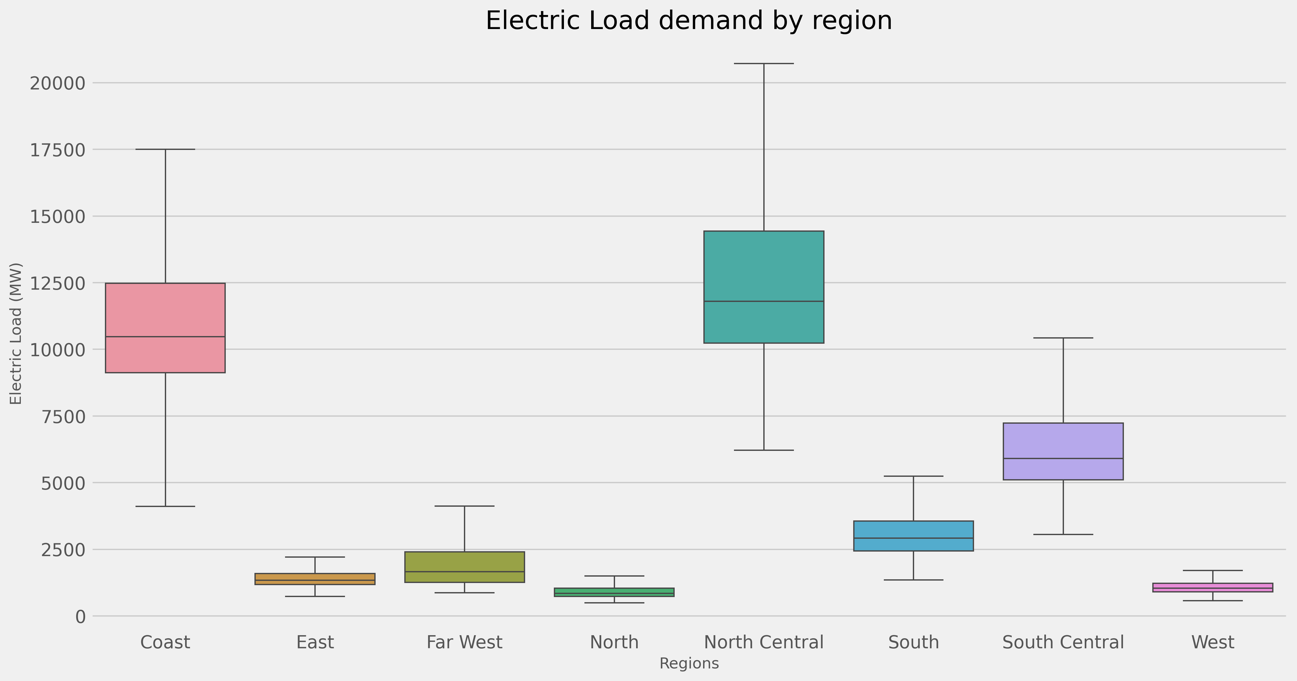 Electric Load demand by region
Electric Load (MW)
20000
17500
15000
12500
10000
7500
5000
2500
0
Coast East Far West North North Central South South Central West
Regions